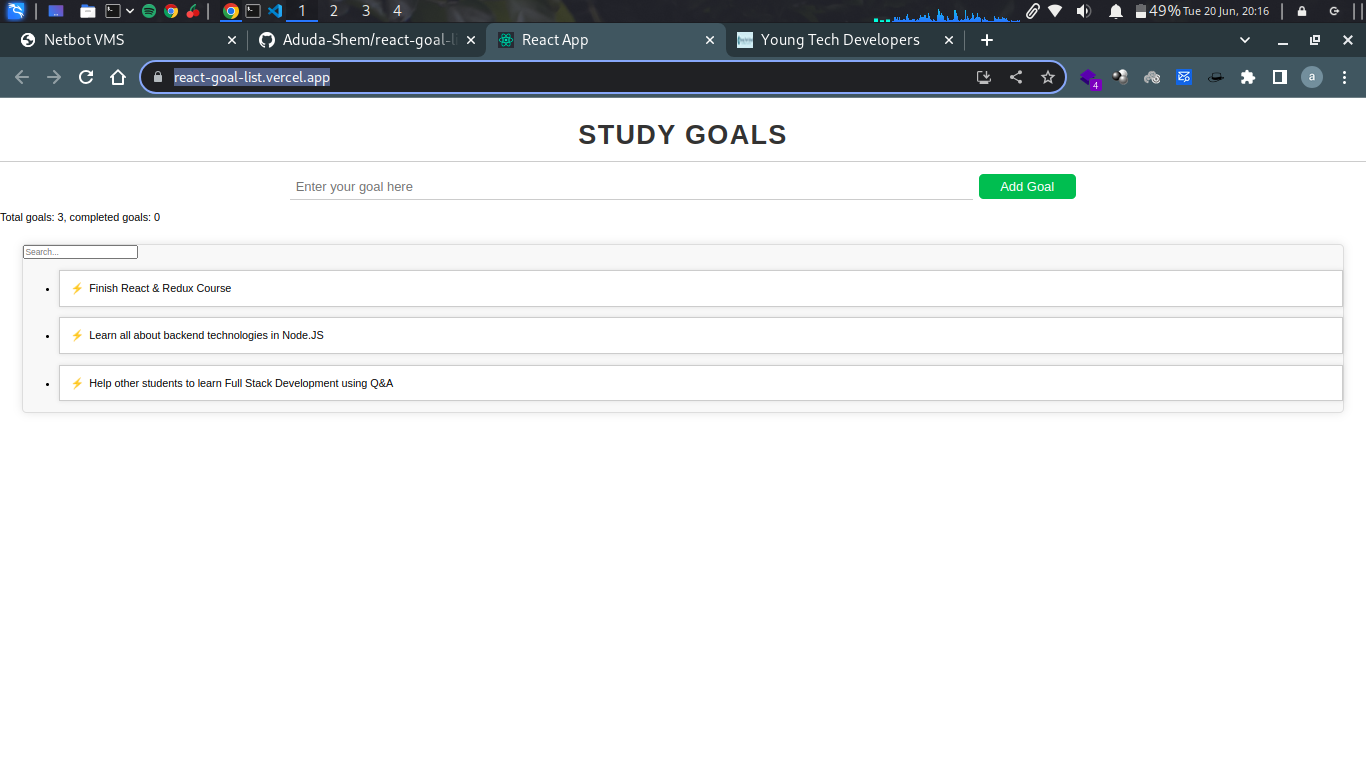 1 2 3 4 49% Tue 20 Jun, 20:16
Netbot VMS Aduda-Shem/react-goal-li React App Young Tech Developers
react-goal-list.vercel.app 4 a
STUDY GOALS
Enter your goal here Add Goal
Total goals: 3, completed goals: 0
Search...
• ⚡ Finish React & Redux Course
• ⚡ Learn all about backend technologies in Node.JS
• ⚡ Help other students to learn Full Stack Development using Q&A